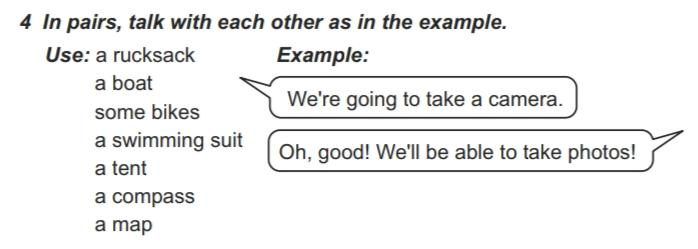 4 In pairs, talk with each other as in the example.
Use: a rucksack
a boat
some bikes
a swimming suit
a tent
a compass
a map
Example:
We're going to take a camera.
Oh, good! We'll be able to take photos!